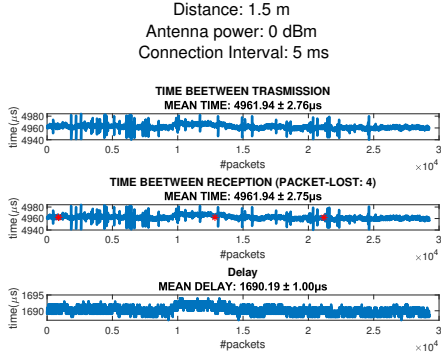 Distance: 1.5 m
Antenna power: 0 dBm
Connection Interval: 5 ms
TIME BEETWEEN TRASMISSION
MEAN TIME: 4961.94 ± 2.76µs
time(µs)
4980
4960
4940
0 0.5 1 1.5 2 2.5 3
#packets
×10⁴
TIME BEETWEEN RECEPTION (PACKET-LOST: 4)
MEAN TIME: 4961.94 ± 2.75µs
time(µs)
4980
4960
4940
0 0.5 1 1.5 2 2.5 3
#packets
×10⁴
Delay
MEAN DELAY: 1690.19 ± 1.00µs
time(µs)
1695
1690
0 0.5 1 1.5 2 2.5 3
#packets
×10⁴